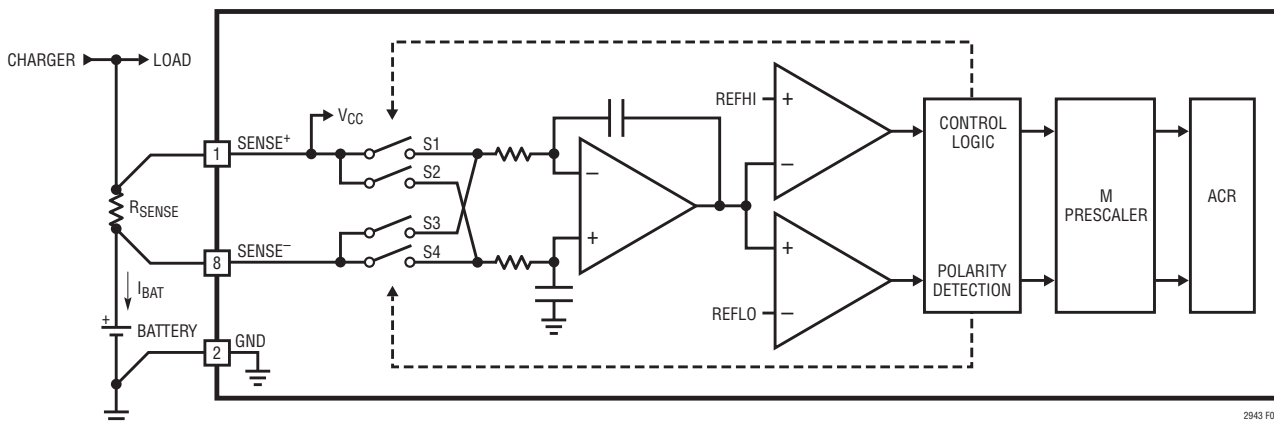 CHARGER
LOAD
VCC
1
SENSE+
S1
S2
RSENSE
S3
S4
8
SENSE−
IBAT
+
BATTERY
2
GND
−
+
REFHI
+
−
+
REFLO
−
CONTROL
LOGIC
POLARITY
DETECTION
M
PRESCALER
ACR
2943 F0